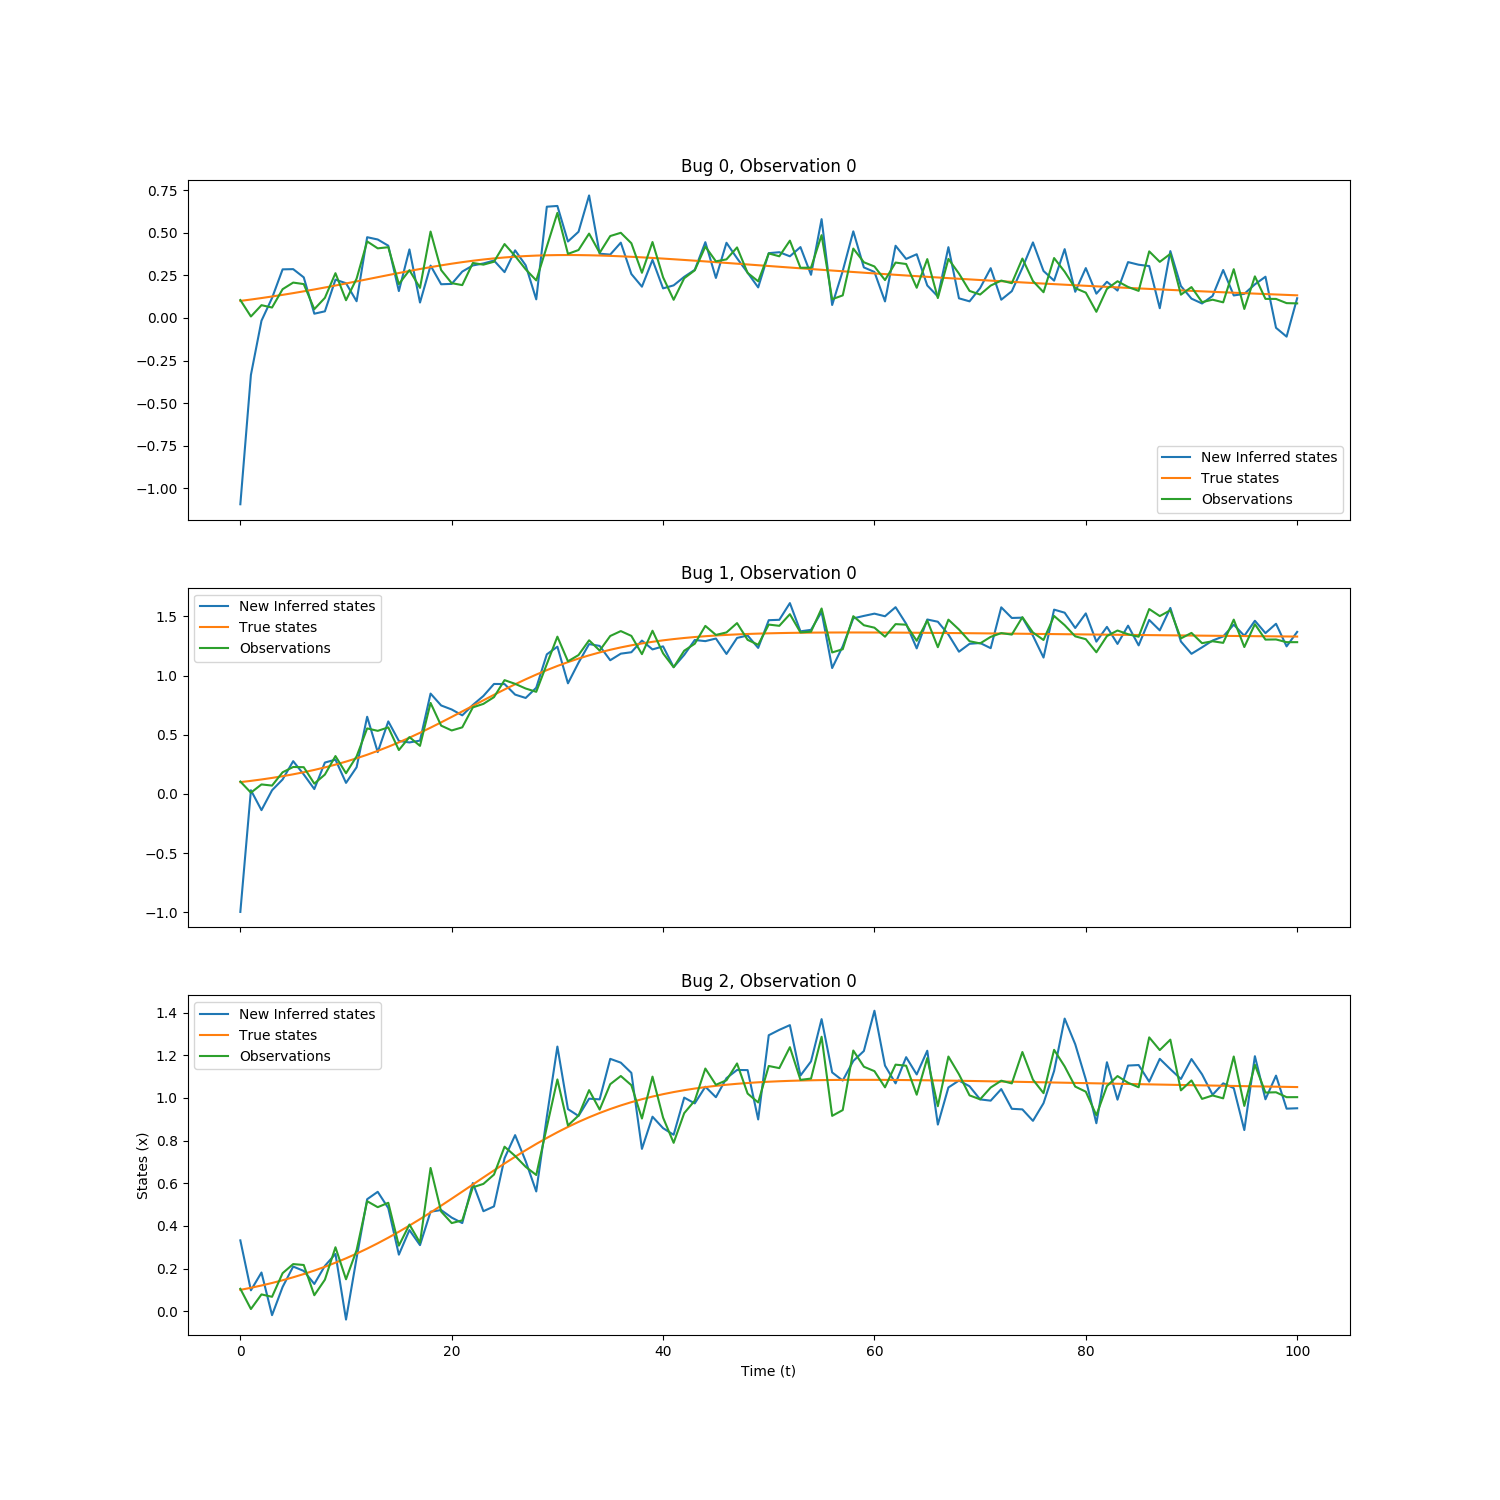 Bug 0, Observation 0
0.75
0.50
0.25
0.00
−0.25
−0.50
−0.75
−1.00
New Inferred states
True states
Observations
Bug 1, Observation 0
1.5
1.0
0.5
0.0
−0.5
−1.0
New Inferred states
True states
Observations
Bug 2, Observation 0
1.4
1.2
1.0
0.8
0.6
0.4
0.2
0.0
New Inferred states
True states
Observations
States (x)
0 20 40 60 80 100
Time (t)